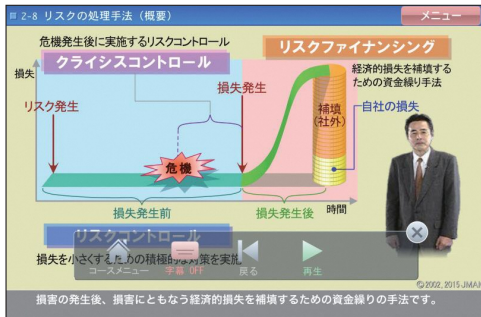 2-8 リスクの処理手法（概要）
メニュー
危機発生後に実施するリスクコントロール
クライシスコントロール
リスクファイナンシング
損失
経済的損失を補填する
ための資金繰り手法
リスク発生
損失発生
補填
（社外）
自社の損失
危機
時間
損失発生前
損失発生後
リスクコントロール
損失を小さくするための積極的な対策を実施
コースメニュー
字幕 OFF
戻る
再生
©2002, 2015 JMAM
損害の発生後、損害にともなう経済的損失を補填するための資金繰りの手法です。